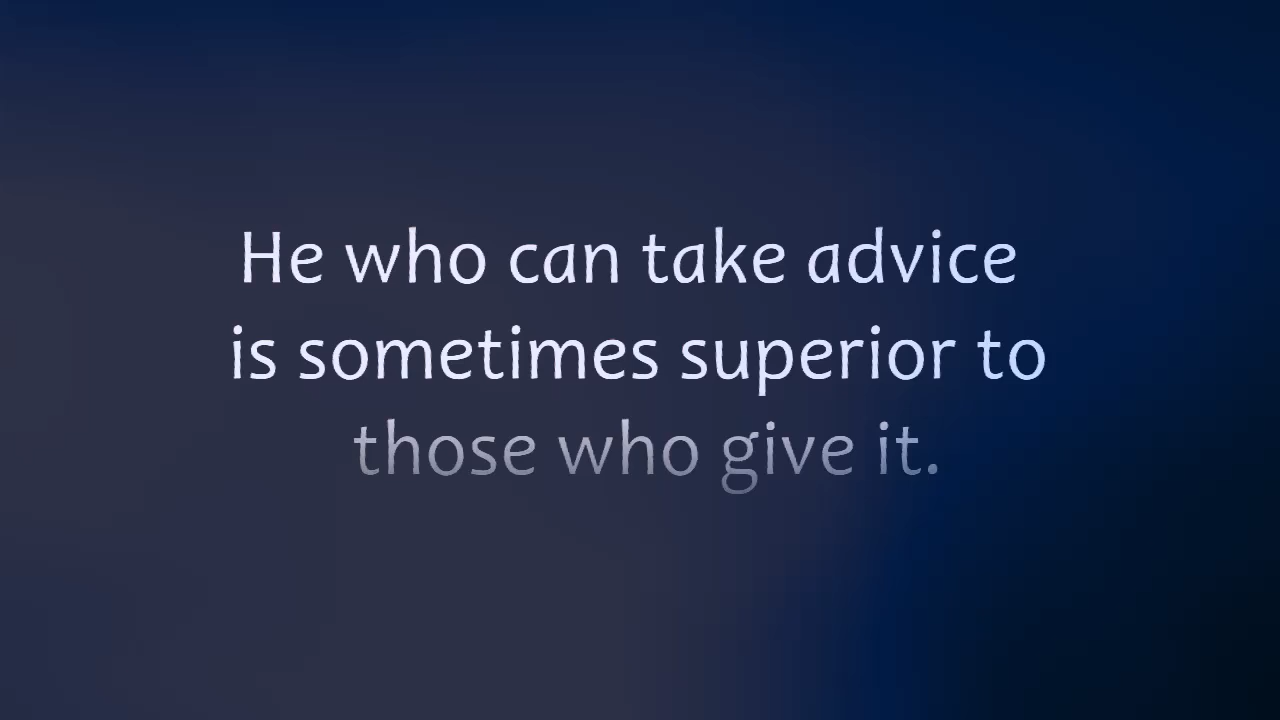 He who can take advice
is sometimes superior to
those who give it.